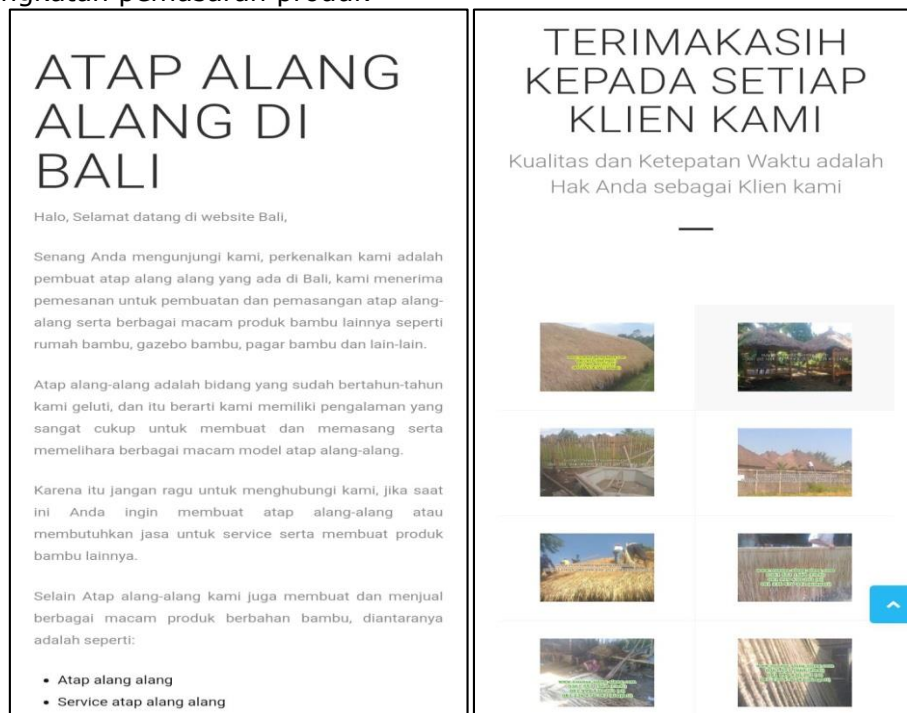 ngkatan pemasaran produk
ATAP ALANG
ALANG DI
BALI
Halo, Selamat datang di website Bali,
Senang Anda mengunjungi kami, perkenalkan kami adalah
pembuat atap alang alang yang ada di Bali, kami menerima
pemesanan untuk pembuatan dan pemasangan atap alang-
alang serta berbagai macam produk bambu lainnya seperti
rumah bambu, gazebo bambu, pagar bambu dan lain-lain.
Atap alang-alang adalah bidang yang sudah bertahun-tahun
kami geluti, dan itu berarti kami memiliki pengalaman yang
sangat cukup untuk membuat dan memasang serta
memelihara berbagai macam model atap alang-alang.
Karena itu jangan ragu untuk menghubungi kami, jika saat
ini Anda ingin membuat atap alang-alang atau
membutuhkan jasa untuk service serta membuat produk
bambu lainnya.
Selain Atap alang-alang kami juga membuat dan menjual
berbagai macam produk berbahan bambu, diantaranya
adalah seperti:
• Atap alang alang
• Service atap alang alang
TERIMAKASIH
KEPADA SETIAP
KLIEN KAMI
Kualitas dan Ketepatan Waktu adalah
Hak Anda sebagai Klien kami